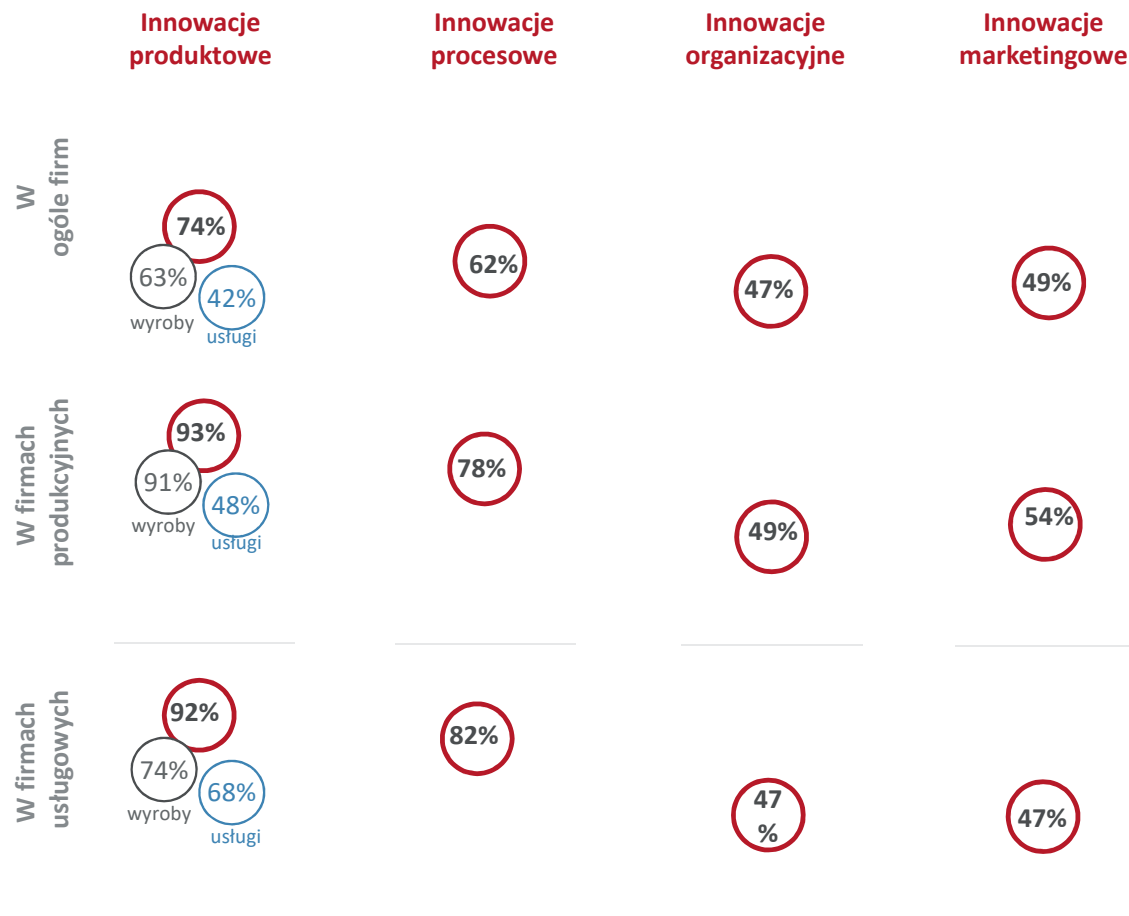 Innowacje
produktowe
Innowacje
procesowe
Innowacje
organizacyjne
Innowacje
marketingowe
W
ogóle firm
74%
63%
42%
wyroby
usługi
62%
47%
49%
W firmach
produkcyjnych
93%
91%
48%
wyroby
usługi
78%
49%
54%
W firmach
usługowych
92%
74%
68%
wyroby
usługi
82%
47
%
47%